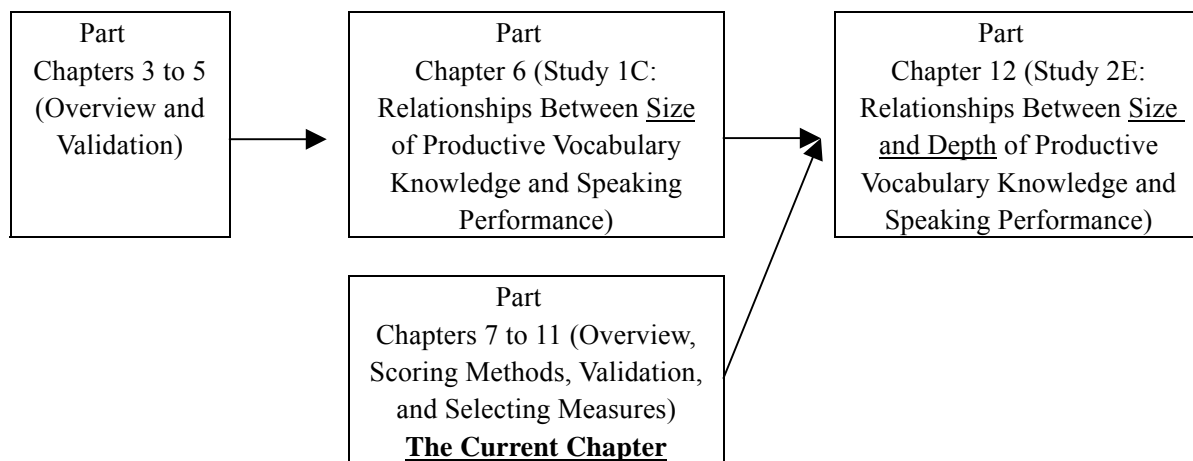 Part
Chapters 3 to 5
(Overview and
Validation)
Part
Chapter 6 (Study 1C:
Relationships Between Size
of Productive Vocabulary
Knowledge and Speaking
Performance)
Part
Chapter 12 (Study 2E:
Relationships Between Size
and Depth of Productive
Vocabulary Knowledge and
Speaking Performance)
Part
Chapters 7 to 11 (Overview,
Scoring Methods, Validation,
and Selecting Measures)
The Current Chapter